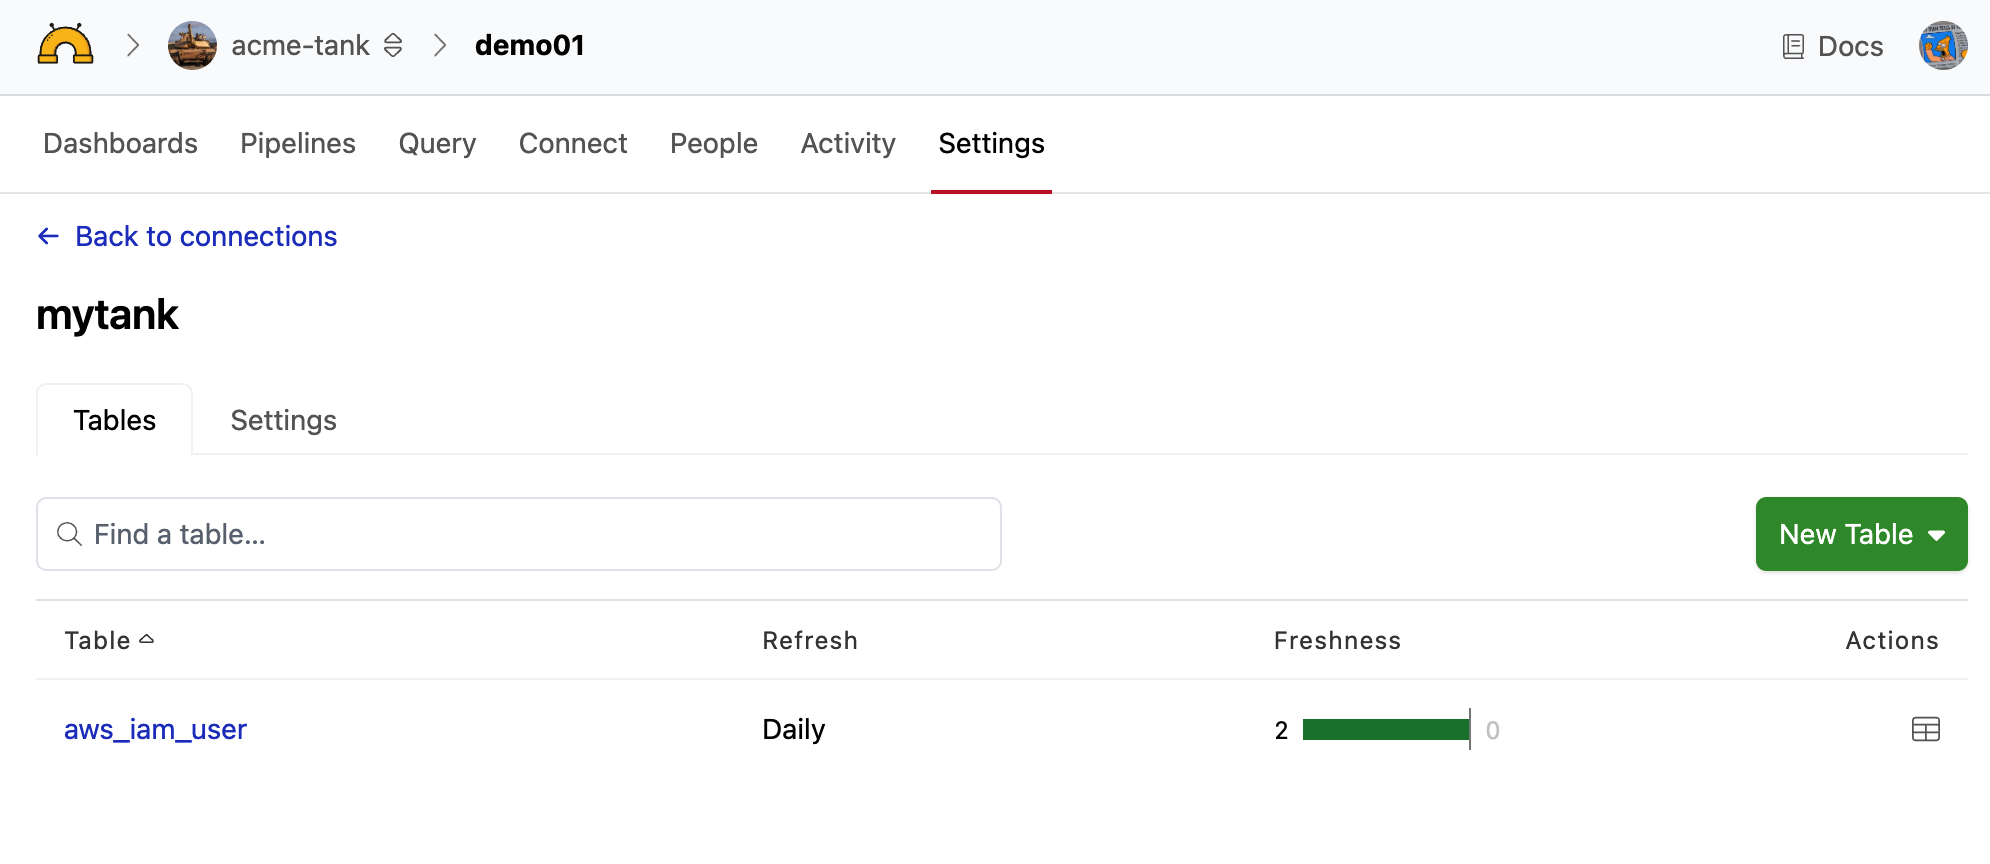 acme-tank demo01 Docs
Dashboards Pipelines Query Connect People Activity Settings
Back to connections
mytank
Tables Settings
Find a table...
New Table
Table Refresh Freshness Actions
aws_iam_user Daily 2 0